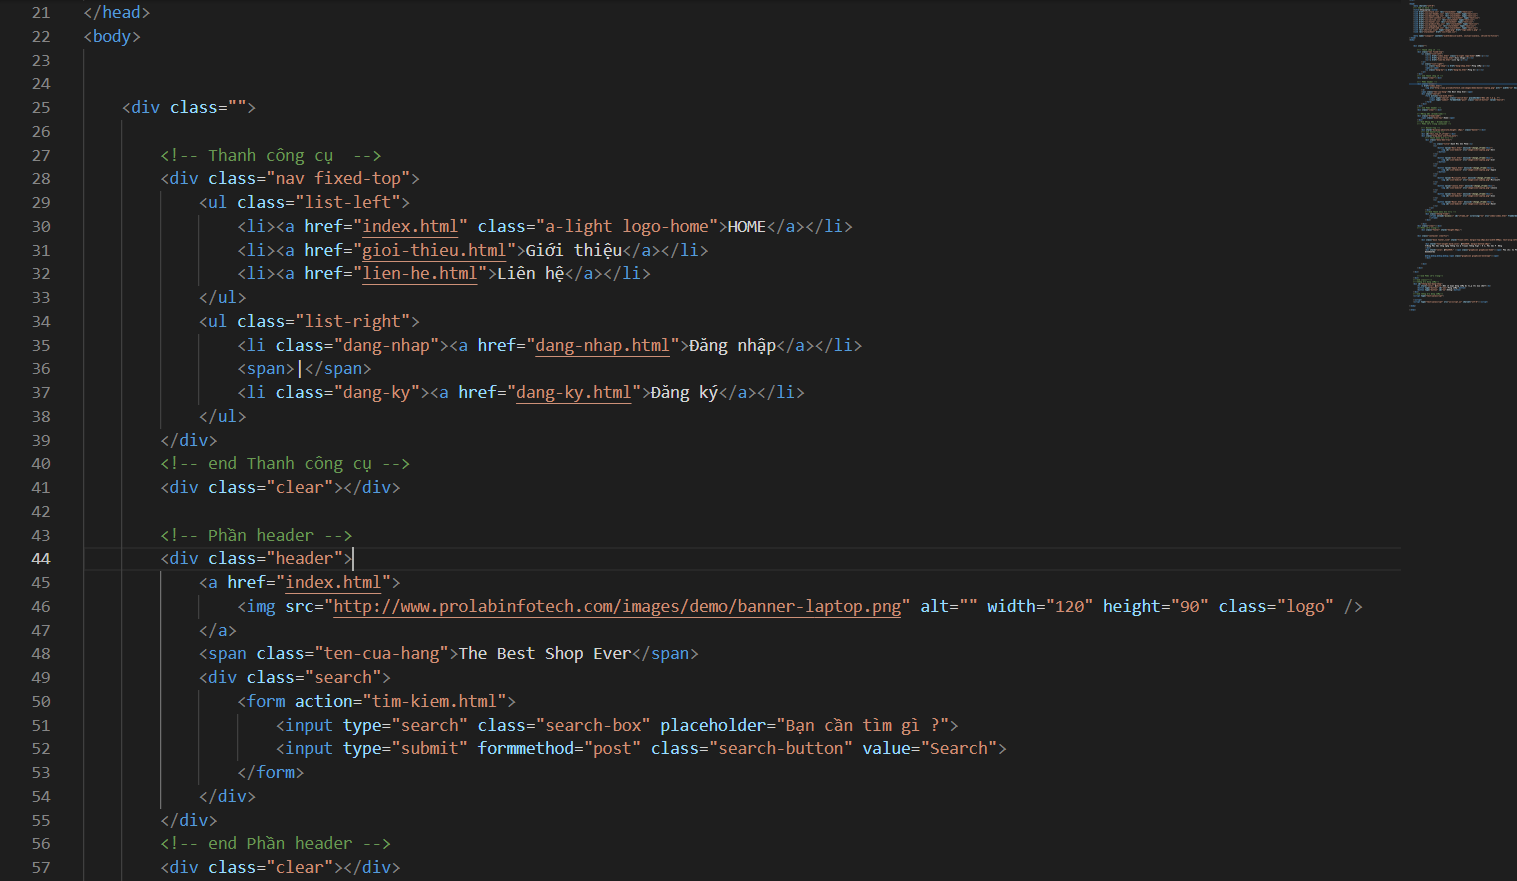 21 </head>
22 <body>
23
24
25 <div class="">
26
27 <!-- Thanh công cụ  -->
28 <div class="nav fixed-top">
29 <ul class="list-left">
30 <li><a href="index.html" class="a-light logo-home">HOME</a></li>
31 <li><a href="gioi-thieu.html">Giới thiệu</a></li>
32 <li><a href="lien-he.html">Liên hệ</a></li>
33 </ul>
34 <ul class="list-right">
35 <li class="dang-nhap"><a href="dang-nhap.html">Đăng nhập</a></li>
36 <span>|</span>
37 <li class="dang-ky"><a href="dang-ky.html">Đăng ký</a></li>
38 </ul>
39 </div>
40 <!-- end Thanh công cụ -->
41 <div class="clear"></div>
42
43 <!-- Phần header -->
44 <div class="header">
45 <a href="index.html">
46 <img src="http://www.prolabinfotech.com/images/demo/banner-laptop.png" alt="" width="120" height="90" class="logo" />
47 </a>
48 <span class="ten-cua-hang">The Best Shop Ever</span>
49 <div class="search">
50 <form action="tim-kiem.html">
51 <input type="search" class="search-box" placeholder="Bạn cần tìm gì ?">
52 <input type="submit" formmethod="post" class="search-button" value="Search">
53 </form>
54 </div>
55 </div>
56 <!-- end Phần header -->
57 <div class="clear"></div>